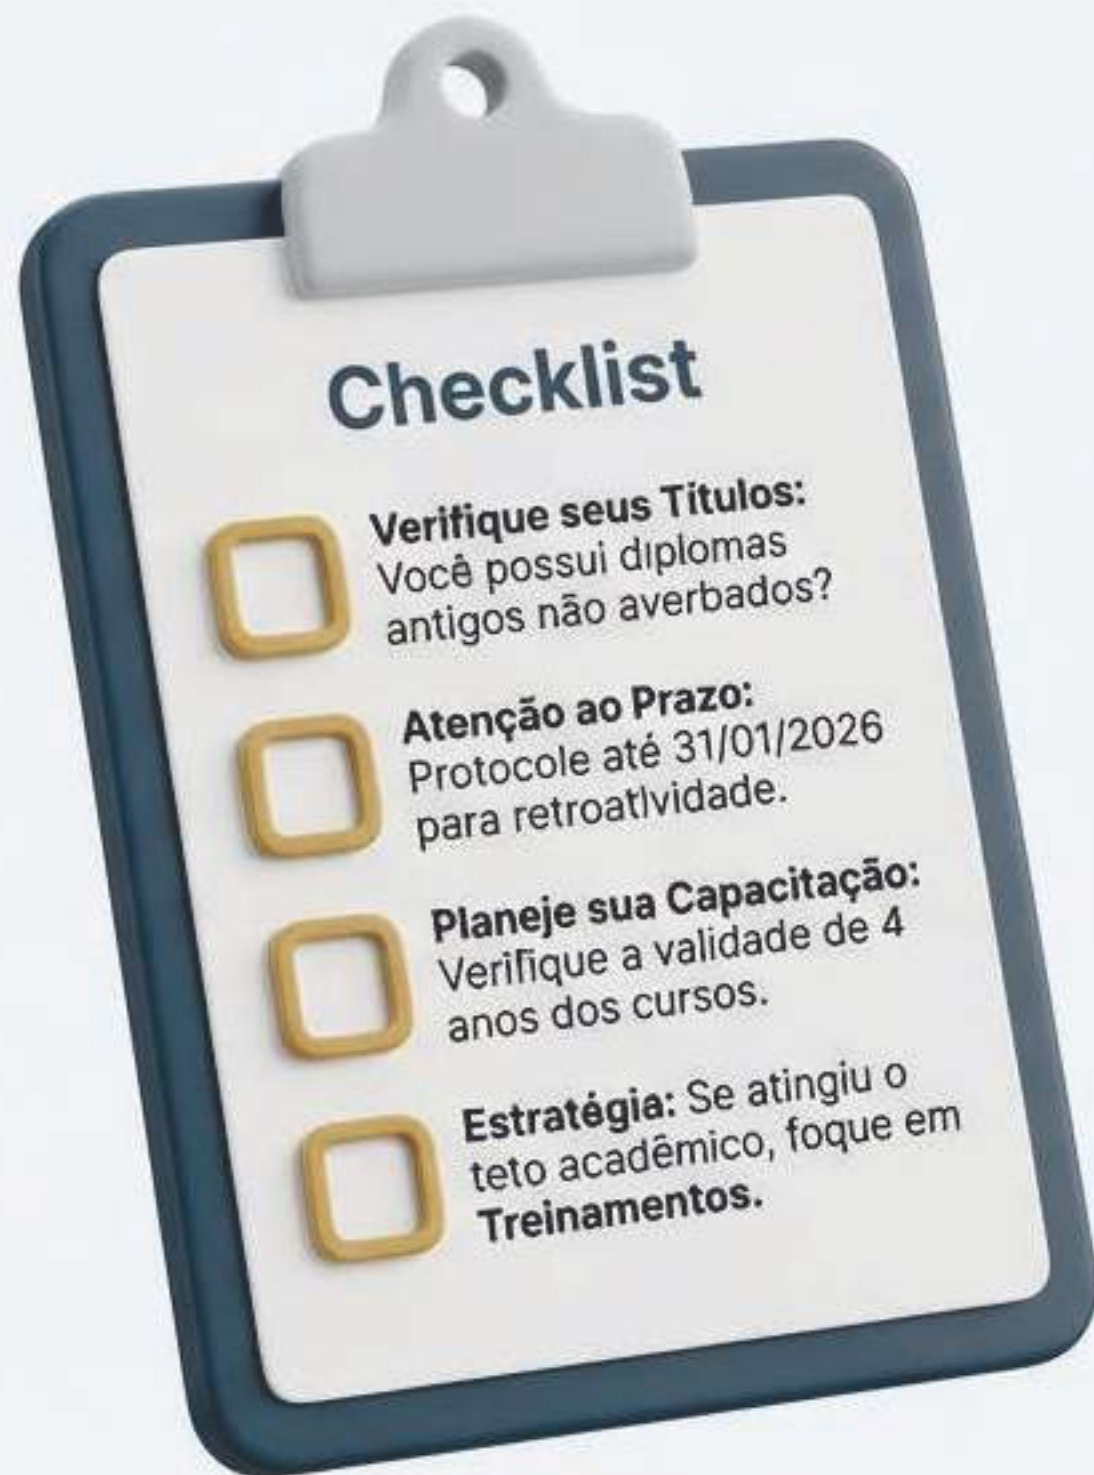 Checklist
Verifique seus Títulos:
Você possui diplomas
antigos não averbados?
Atenção ao Prazo:
Protocole até 31/01/2026
para retroatividade.
Planeje sua Capacitação:
Verifique a validade de 4
anos dos cursos.
Estratégia: Se atingiu o
teto acadêmico, foque em
Treinamentos.